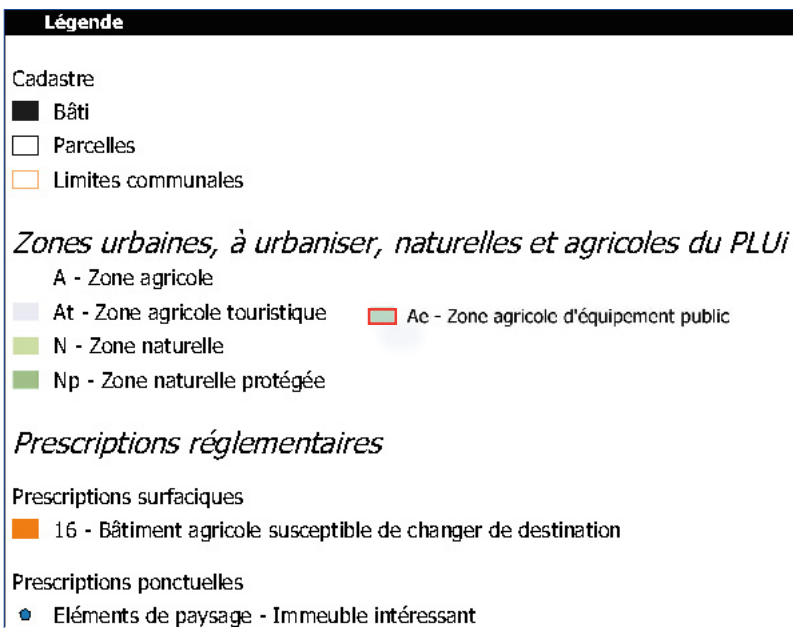 Légende
Cadastre
Bâti
Parcelles
Limites communales
Zones urbaines, à urbaniser, naturelles et agricoles du PLUi
A - Zone agricole
At - Zone agricole touristique
Ae - Zone agricole d'équipement public
N - Zone naturelle
Np - Zone naturelle protégée
Prescriptions réglementaires
Prescriptions surfaciques
16 - Bâtiment agricole susceptible de changer de destination
Prescriptions ponctuelles
Eléments de paysage - Immeuble intéressant